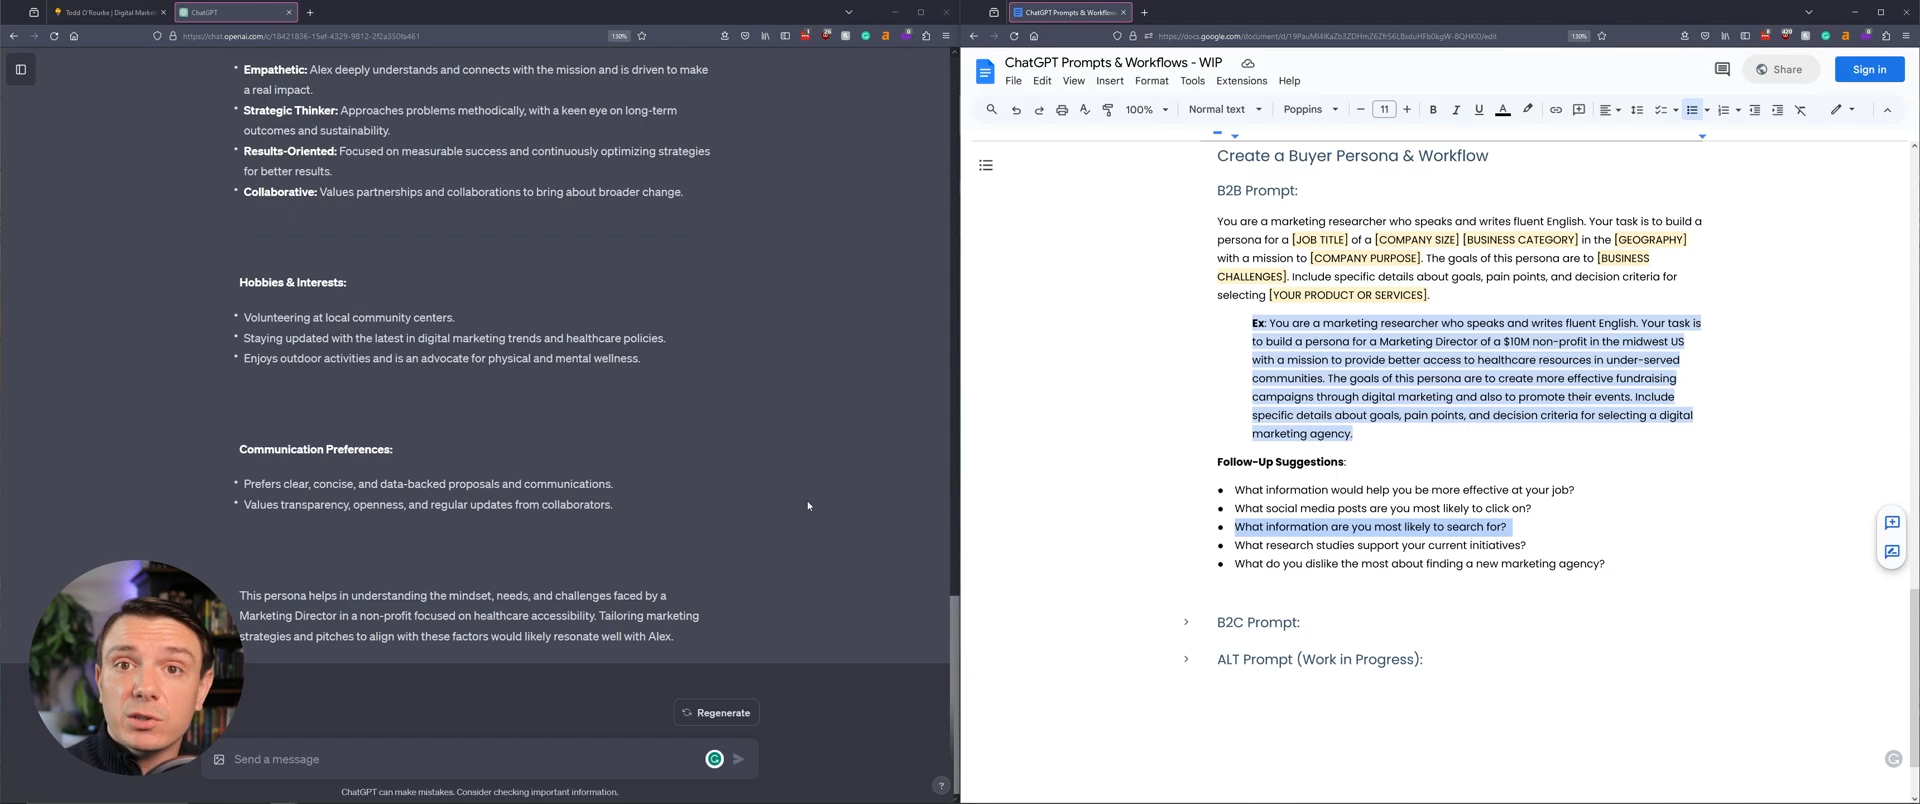 Todd O'Rourke | Digital Market
ChatGPT
https://chat.openai.com/c/18421836-15ef-4329-9812-2f2a350fa461
130%
Empathetic: Alex deeply understands and connects with the mission and is driven to make
a real impact.
Strategic Thinker: Approaches problems methodically, with a keen eye on long-term
outcomes and sustainability.
Results-Oriented: Focused on measurable success and continuously optimizing strategies
for better results.
Collaborative: Values partnerships and collaborations to bring about broader change.
Hobbies & Interests:
Volunteering at local community centers.
Staying updated with the latest in digital marketing trends and healthcare policies.
Enjoys outdoor activities and is an advocate for physical and mental wellness.
Communication Preferences:
Prefers clear, concise, and data-backed proposals and communications.
Values transparency, openness, and regular updates from collaborators.
This persona helps in understanding the mindset, needs, and challenges faced by a
Marketing Director in a non-profit focused on healthcare accessibility. Tailoring marketing
strategies and pitches to align with these factors would likely resonate well with Alex.
Regenerate
Send a message
ChatGPT can make mistakes. Consider checking important information.
?
ChatGPT Prompts & Workflows
130%
ChatGPT Prompts & Workflows - WIP
File Edit View Insert Format Tools Extensions Help
Share
Sign in
100% Normal text Poppins 11 B I U A
Create a Buyer Persona & Workflow
B2B Prompt:
You are a marketing researcher who speaks and writes fluent English. Your task is to build a
persona for a [JOB TITLE] of a [COMPANY SIZE] [BUSINESS CATEGORY] in the [GEOGRAPHY]
with a mission to [COMPANY PURPOSE]. The goals of this persona are to [BUSINESS
CHALLENGES]. Include specific details about goals, pain points, and decision criteria for
selecting [YOUR PRODUCT OR SERVICES].
Ex: You are a marketing researcher who speaks and writes fluent English. Your task is
to build a persona for a Marketing Director of a $10M non-profit in the midwest US
with a mission to provide better access to healthcare resources in under-served
communities. The goals of this persona are to create more effective fundraising
campaigns through digital marketing and also to promote their events. Include
specific details about goals, pain points, and decision criteria for selecting a digital
marketing agency.
Follow-Up Suggestions:
What information would help you be more effective at your job?
What social media posts are you most likely to click on?
What information are you most likely to search for?
What research studies support your current initiatives?
What do you dislike the most about finding a new marketing agency?
B2C Prompt:
ALT Prompt (Work in Progress):